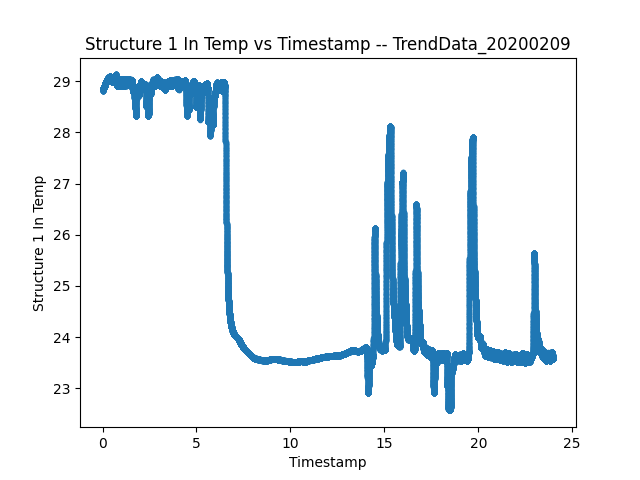 Structure 1 In Temp vs Timestamp -- TrendData_20200209
29
28
27
26
25
24
23
Structure 1 In Temp
0 5 10 15 20 25
Timestamp